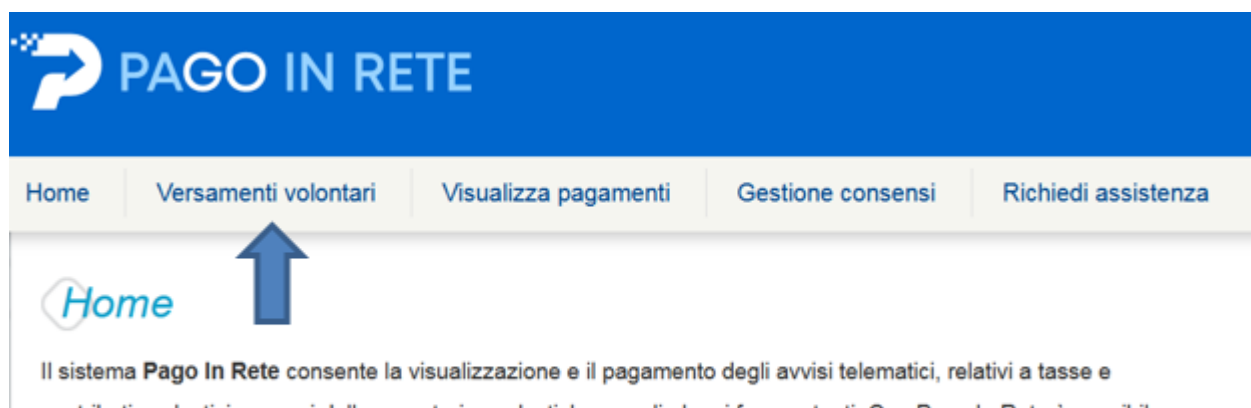 PAGO IN RETE
Home Versamenti volontari Visualizza pagamenti Gestione consensi Richiedi assistenza
Home
Il sistema Pago In Rete consente la visualizzazione e il pagamento degli avvisi telematici, relativi a tasse e